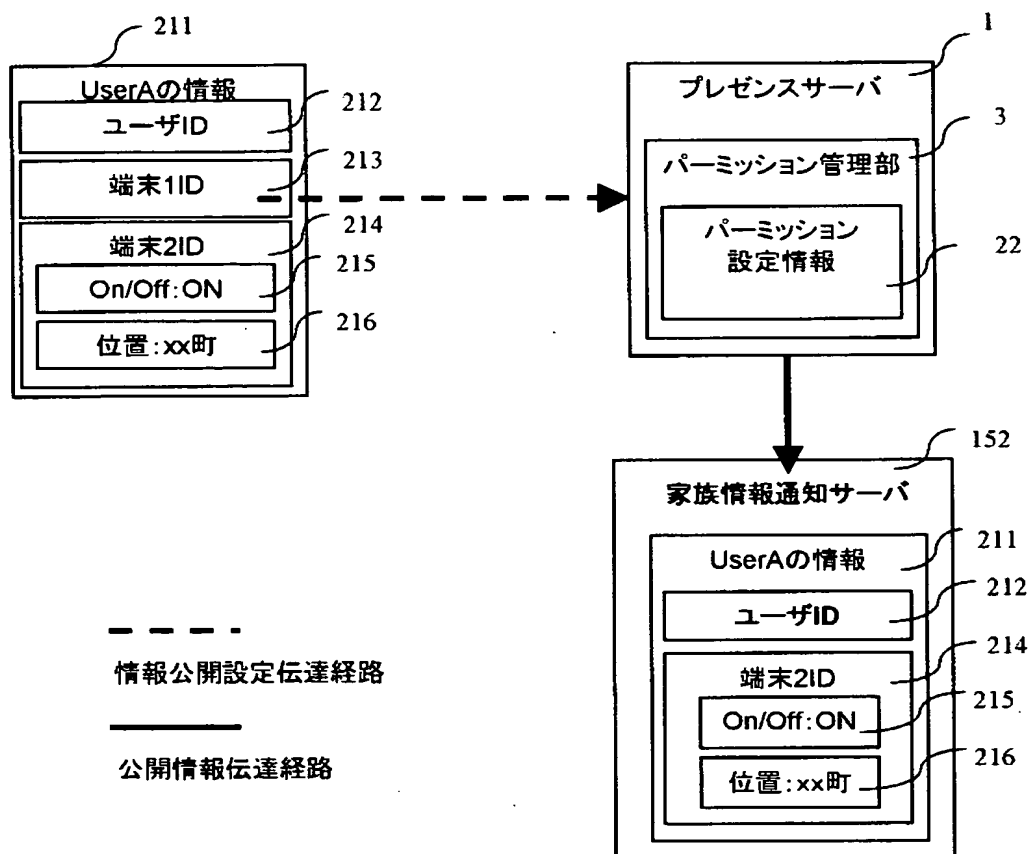 211
UserAの情報
ユーザID
212
端末1ID
213
端末2ID
214
On/Off:ON
215
位置:xx町
216
1
プレゼンスサーバ
3
パーミッション管理部
パーミッション
設定情報
22
152
家族情報通知サーバ
UserAの情報
211
ユーザID
212
端末2ID
214
On/Off:ON
215
位置:xx町
216
情報公開設定伝達経路
公開情報伝達経路